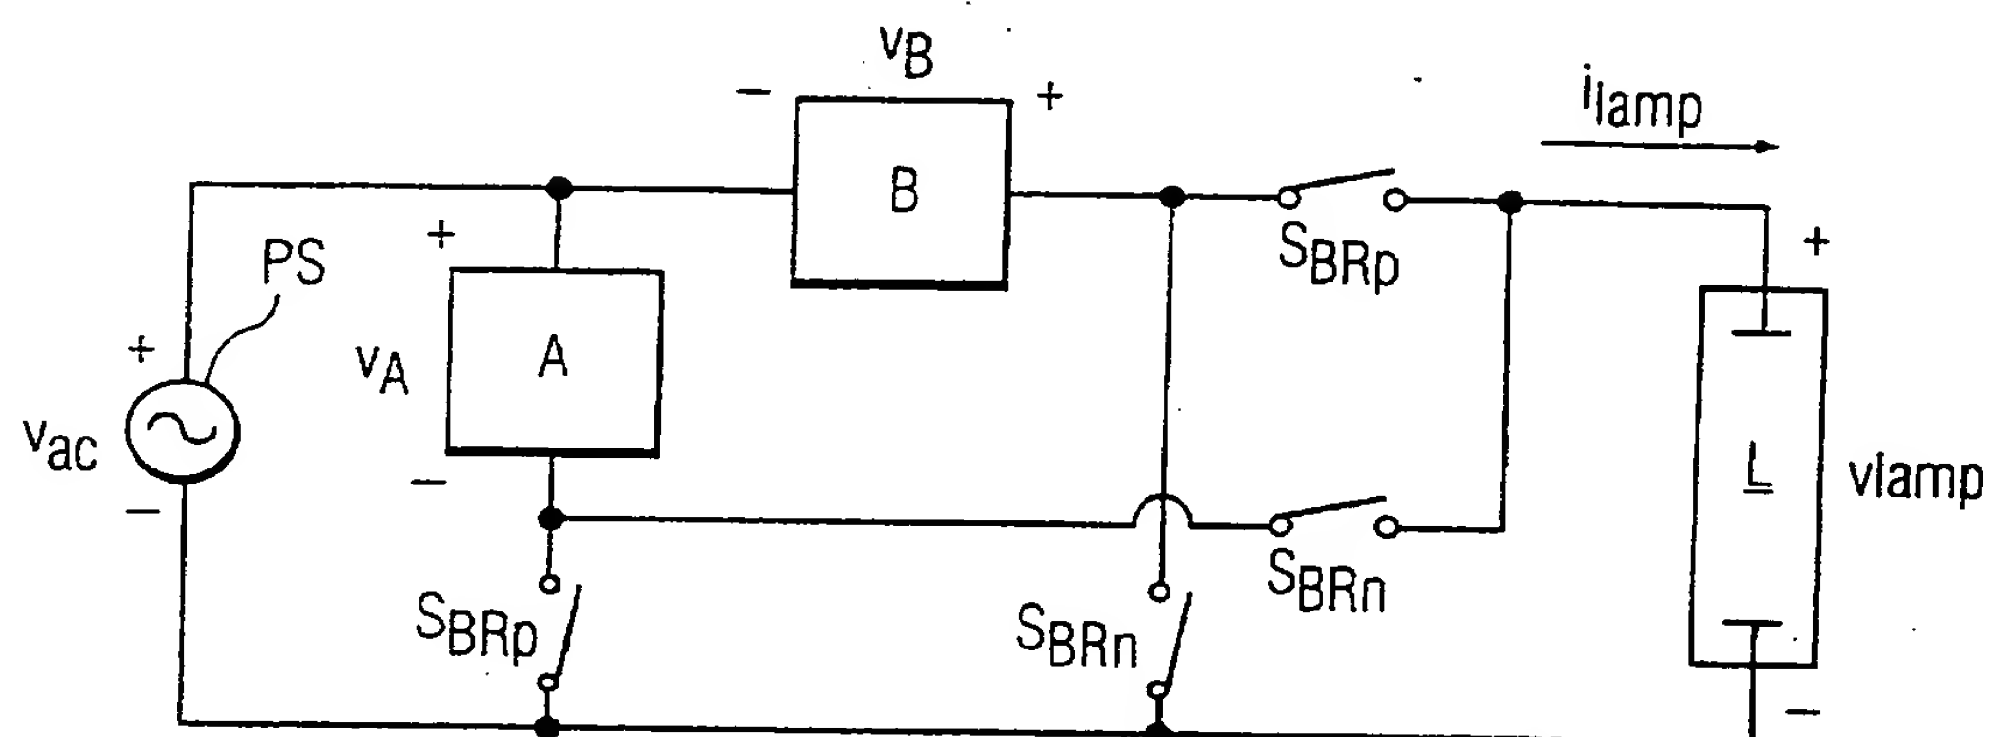 vB
− +
B
ilamp
SBRp
+
PS
+
A
vA
−
+
vac
−
+
L
vlamp
−
SBRn
SBRp
SBRn